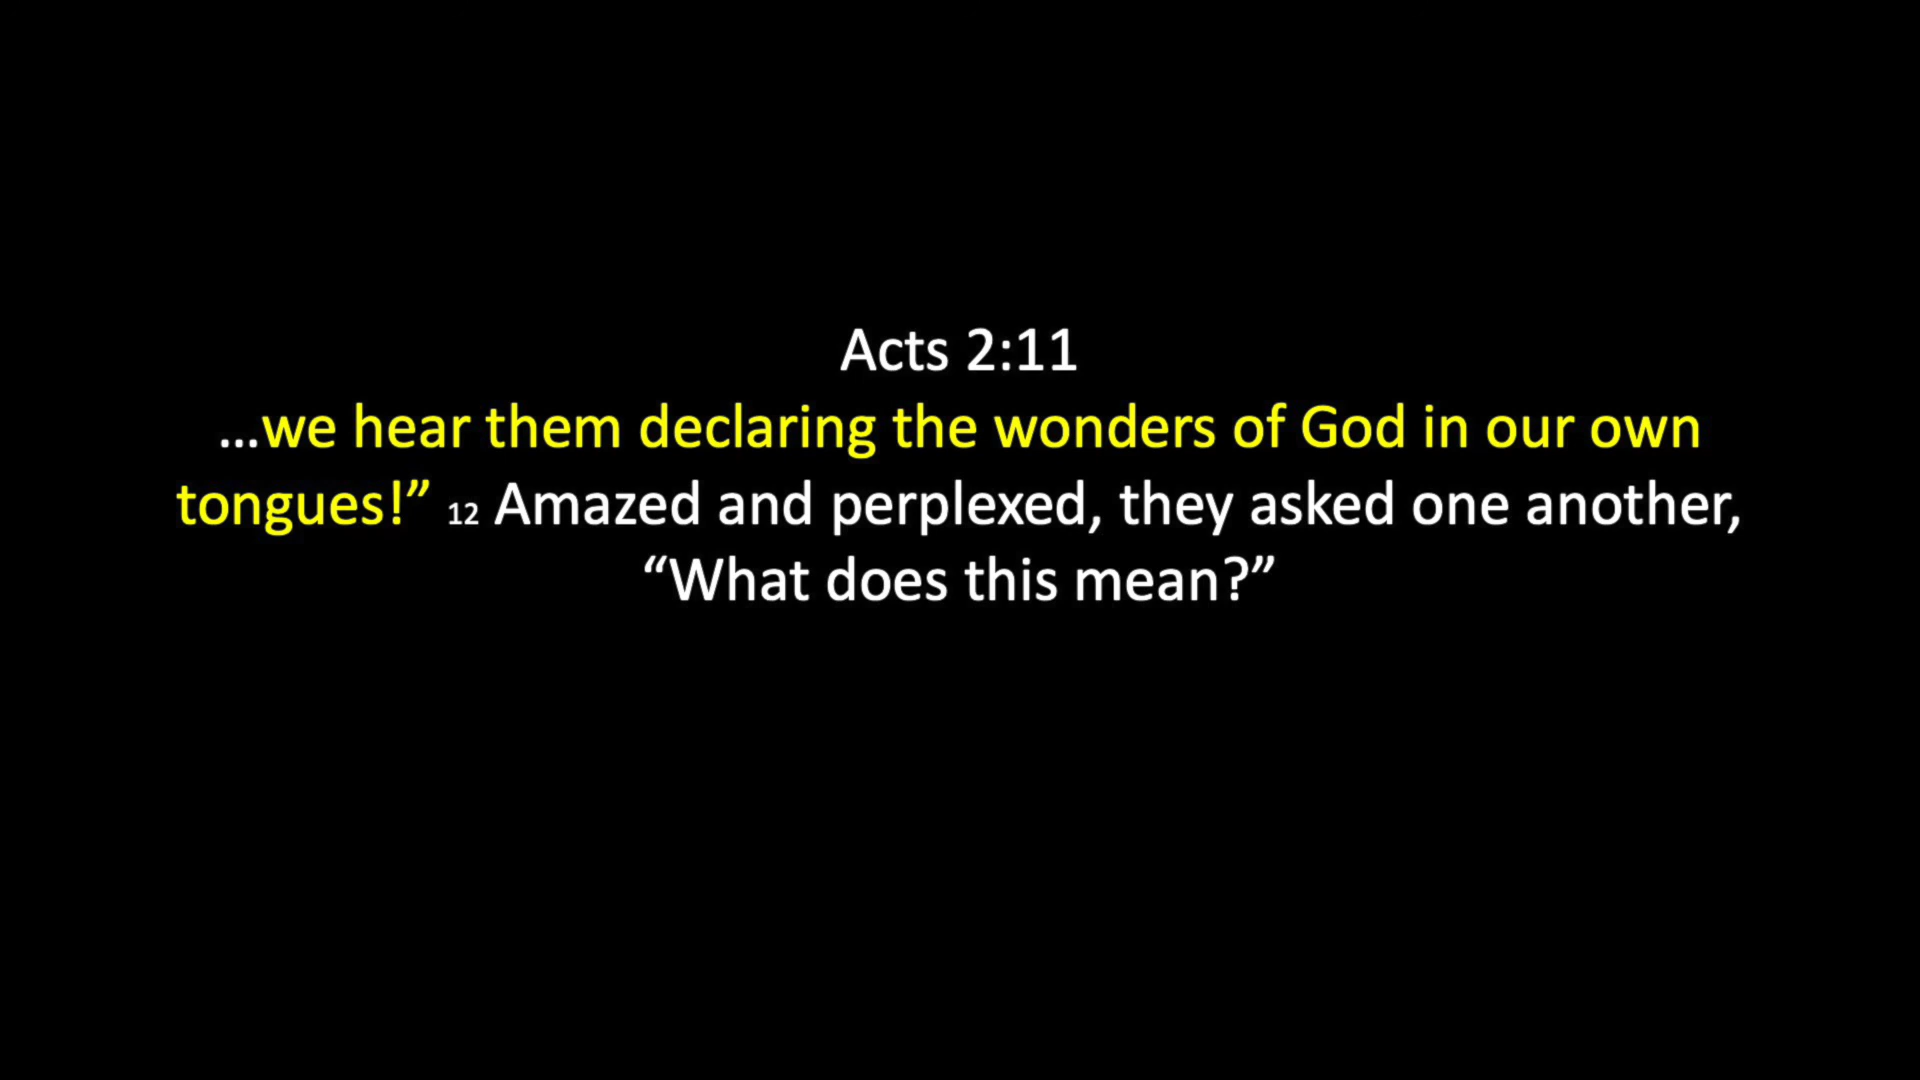 Acts 2:11
...we hear them declaring the wonders of God in our own
tongues!” 12 Amazed and perplexed, they asked one another,
“What does this mean?”